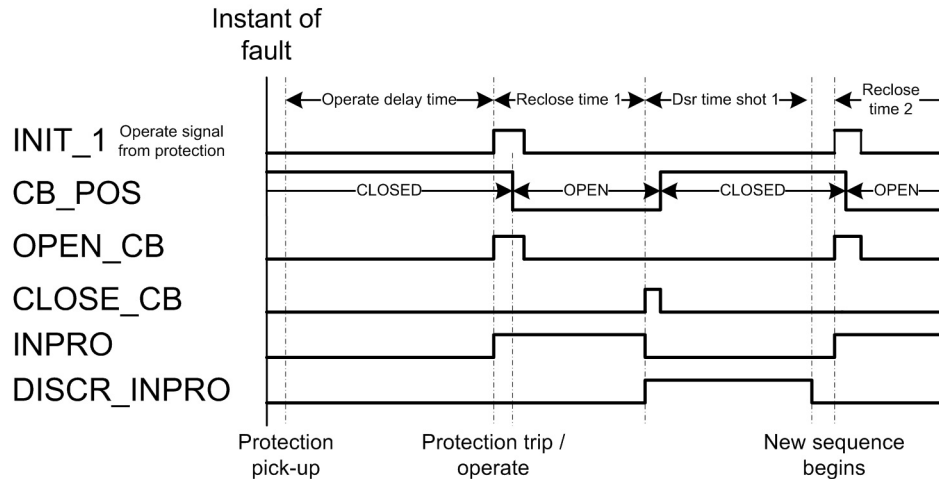 Instant of
fault
Operate delay time
Reclose time 1
Dsr time shot 1
Reclose
time 2
INIT_1
Operate signal
from protection
CB_POS
CLOSED
OPEN
CLOSED
OPEN
OPEN_CB
CLOSE_CB
INPRO
DISCR_INPRO
Protection
pick-up
Protection trip /
operate
New sequence
begins